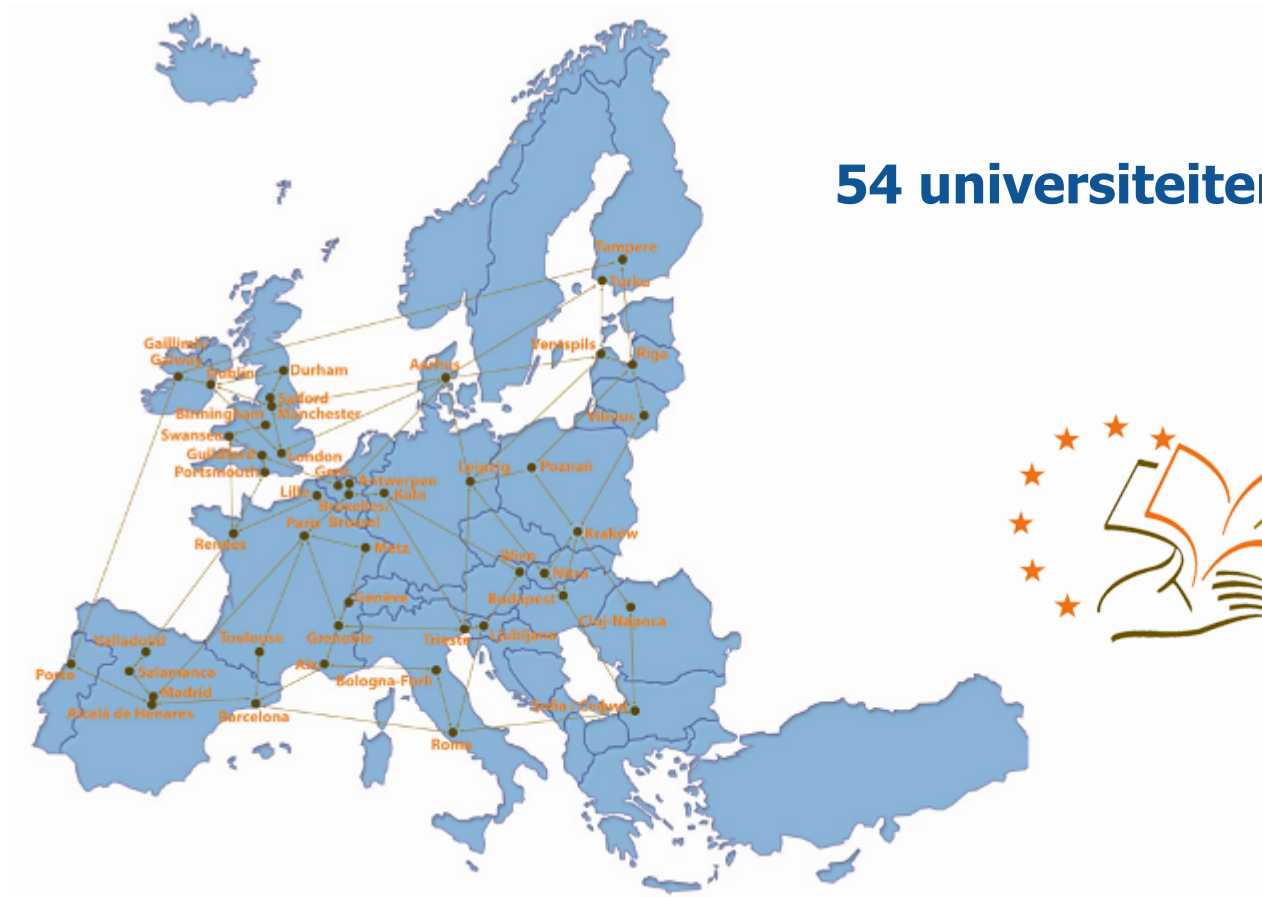 54 universiteiten
Tampere
Turku
Ventspils
Riga
Gaillimh/
Galway
Dublin
Durham
Aarhus
Salford
Manchester
Birmingham
Vilnius
Swansea
Guildford
London
Portsmouth
Gent
Antwerpen
Leipzig
Poznań
Lille
Köln
Bruxelles/
Brussel
Paris
Rennes
Metz
Kraków
Wien
Nitra
Genève
Budapest
Cluj-Napoca
Valladolid
Toulouse
Grenoble
Trieste
Ljubljana
Porto
Salamanca
Aix
Bologna-Forlì
Madrid
Alcalá de Henares
Barcelona
Sofia / София
Roma